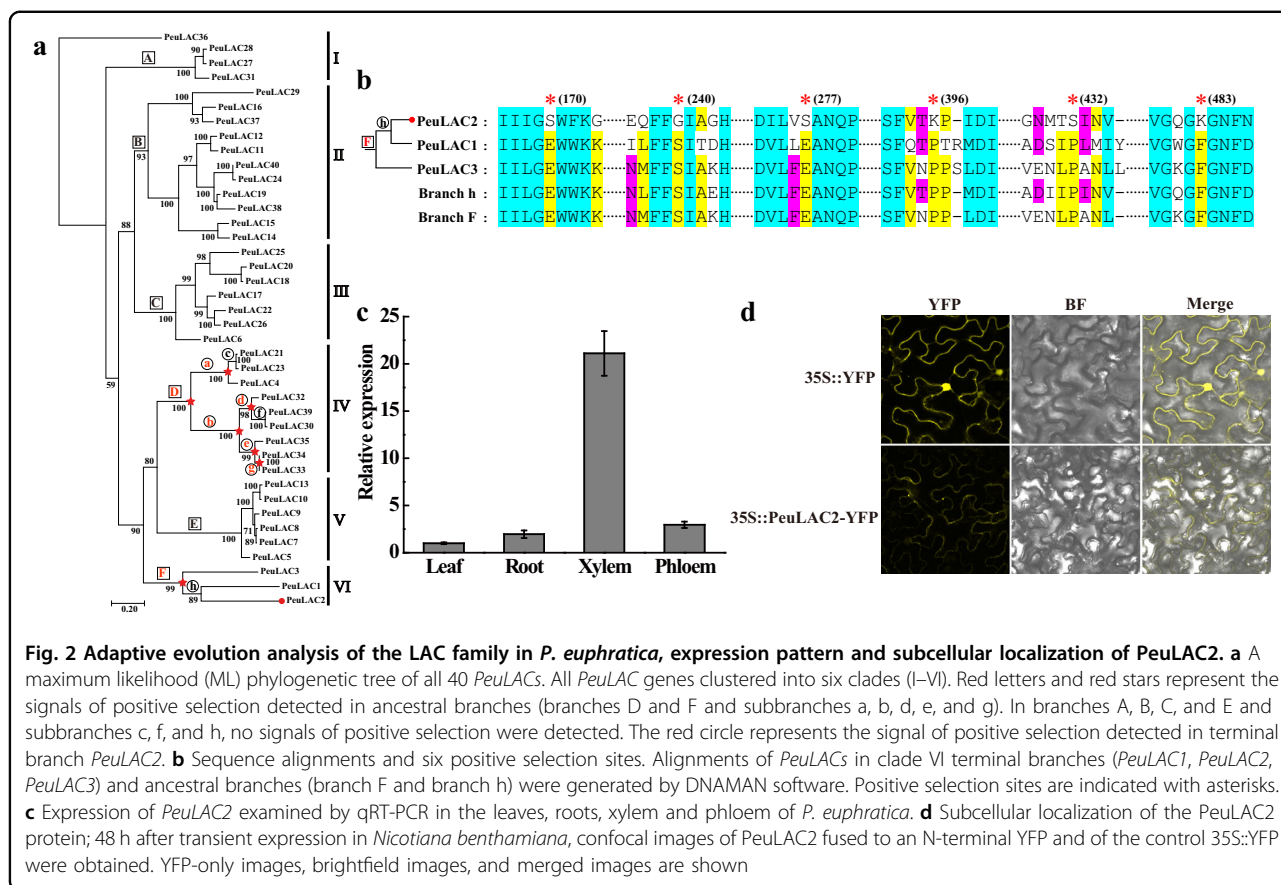 a
PeuLAC36
PeuLAC28
90
PeuLAC27
A
100
PeuLAC31
100
I
PeuLAC29
100
PeuLAC16
93
PeuLAC37
PeuLAC12
100
PeuLAC11
B
93
97
PeuLAC40
100
PeuLAC24
100
PeuLAC19
100
PeuLAC38
PeuLAC15
100
PeuLAC14
II
88
PeuLAC25
98
PeuLAC20
100
PeuLAC18
99
PeuLAC17
C
99
PeuLAC22
100
PeuLAC26
100
PeuLAC6
III
59
c
PeuLAC21
100
a
PeuLAC23
100
PeuLAC4
D
100
d
PeuLAC32
f
PeuLAC39
98
100
PeuLAC30
b
100
e
PeuLAC35
PeuLAC34
99
100
g
PeuLAC33
IV
80
100
PeuLAC13
PeuLAC10
100
PeuLAC9
E
71
PeuLAC8
89
PeuLAC7
100
PeuLAC5
V
90
F
PeuLAC3
99
h
PeuLAC1
89
PeuLAC2
VI
0.20
b
*(170) *(240) *(277) *(396) *(432) *(483)
h
F
PeuLAC2 : IIIGSWFKG······EQFFGIAGH······DILVSANQP······SFVTKP-IDI······GNMTSINV······VGQGKGNFN
PeuLAC1 : IILGEWWKK······ILFFSITDH······DVLLEANQP······SFQTPTRMDI······ADSIPLMIY······VGWGFGNFD
PeuLAC3 : IILGEWWKK······NMFFSIAKH······DVLFEANQP······SFVNPPSLDI······VENLPANLL······VGKGFGNFD
Branch h : IILGEWWKK······NLFFSIAEH······DVLFEANQP······SFVTPP-LDI······ADIIPINV-······VGQGFGNFD
Branch F : IILGEWWKK······NMFFSIAKH······DVLFEANQP······SFVNPP-LDI······VENLPANL-······VGKGFGNFD
c
Relative expression
25
20
15
10
5
0
Leaf Root Xylem Phloem
d
YFP BF Merge
35S::YFP
35S::PeuLAC2-YFP
Fig. 2 Adaptive evolution analysis of the LAC family in P. euphratica, expression pattern and subcellular localization of PeuLAC2. a A
maximum likelihood (ML) phylogenetic tree of all 40 PeuLACs. All PeuLAC genes clustered into six clades (I–VI). Red letters and red stars represent the
signals of positive selection detected in ancestral branches (branches D and F and subbranches a, b, d, e, and g). In branches A, B, C, and E and
subbranches c, f, and h, no signals of positive selection were detected. The red circle represents the signal of positive selection detected in terminal
branch PeuLAC2. b Sequence alignments and six positive selection sites. Alignments of PeuLACs in clade VI terminal branches (PeuLAC1, PeuLAC2,
PeuLAC3) and ancestral branches (branch F and branch h) were generated by DNAMAN software. Positive selection sites are indicated with asterisks.
c Expression of PeuLAC2 examined by qRT-PCR in the leaves, roots, xylem and phloem of P. euphratica. d Subcellular localization of the PeuLAC2
protein; 48 h after transient expression in Nicotiana benthamiana, confocal images of PeuLAC2 fused to an N-terminal YFP and of the control 35S::YFP
were obtained. YFP-only images, brightfield images, and merged images are shown